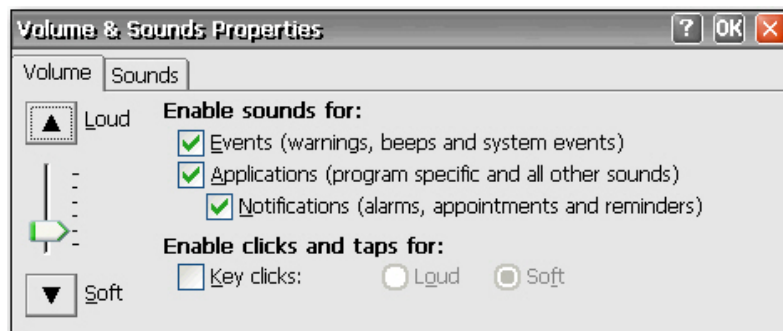 Volume & Sounds Properties ? OK ×
Volume Sounds
Loud
Enable sounds for:
Events (warnings, beeps and system events)
Applications (program specific and all other sounds)
Notifications (alarms, appointments and reminders)
Enable clicks and taps for:
Key clicks: Loud Soft
Soft